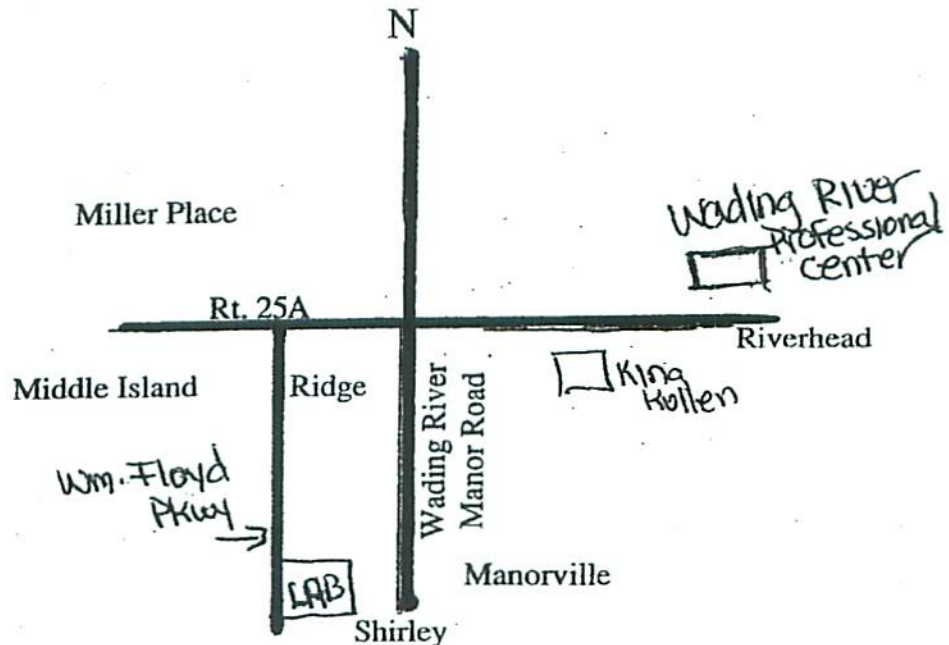 N
Miller Place
Wading River
Professional
Center
Rt. 25A
Riverhead
Middle Island
Ridge
King
Kullen
Wading River
Manor Road
Wm. Floyd
Pkwy
LAB
Manorville
Shirley